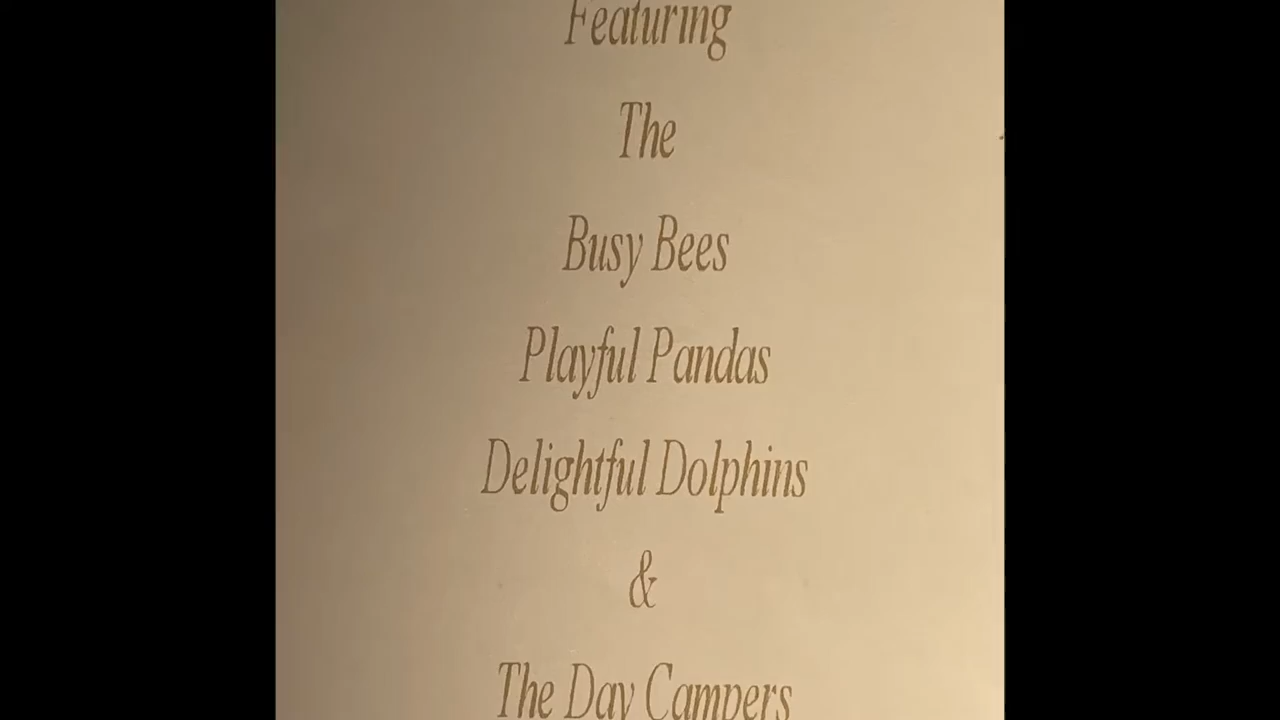 Featuring
The
Busy Bees
Playful Pandas
Delightful Dolphins
&
The Day Campers